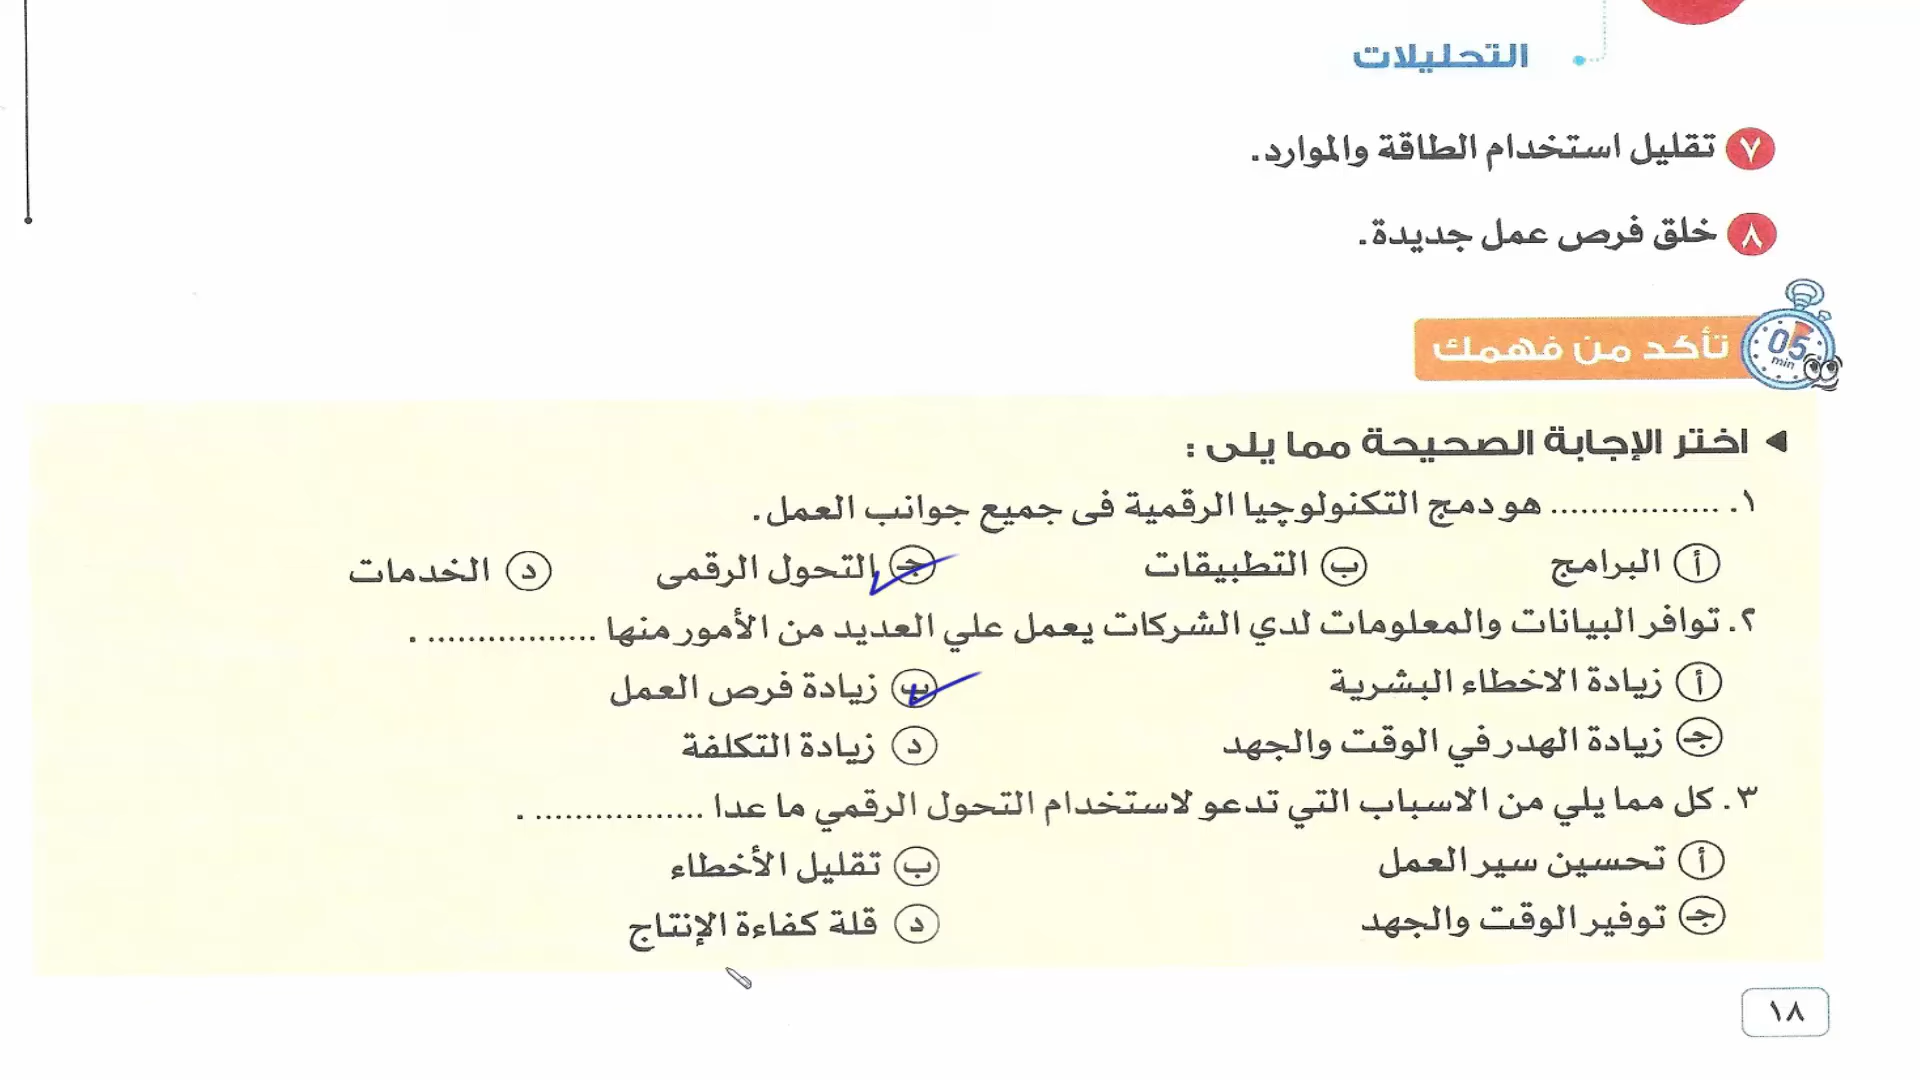 التحليلات
٧ تقليل استخدام الطاقة والموارد.
٨ خلق فرص عمل جديدة.
تأكد من فهمك
05 min
◄ اختر الإجابة الصحيحة مما يلى :
١. ................. هو دمج التكنولوچيا الرقمية فى جميع جوانب العمل.
أ البرامج ب التطبيقات ج التحول الرقمى د الخدمات
٢. توافر البيانات والمعلومات لدي الشركات يعمل علي العديد من الأمور منها ................. .
أ زيادة الاخطاء البشرية ب زيادة فرص العمل
ج زيادة الهدر في الوقت والجهد د زيادة التكلفة
٣. كل مما يلي من الاسباب التي تدعو لاستخدام التحول الرقمي ما عدا ................. .
أ تحسين سير العمل ب تقليل الأخطاء
ج توفير الوقت والجهد د قلة كفاءة الإنتاج
١٨